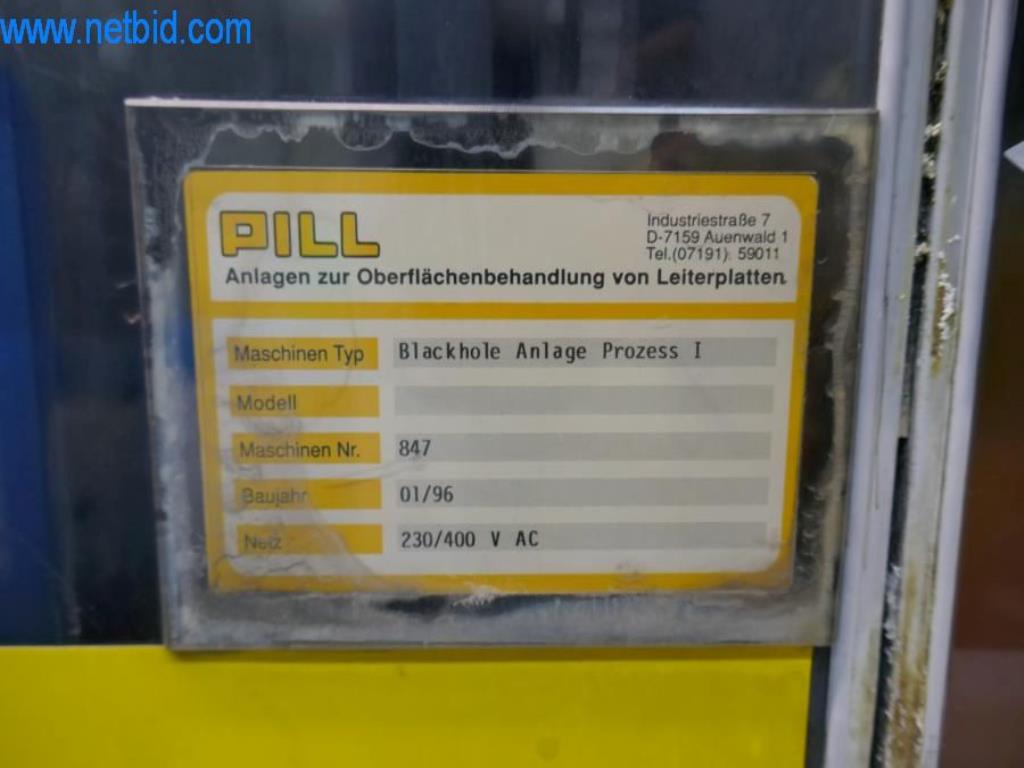 www.netbid.com
PILL
Industriestraße 7
D-7159 Auenwald 1
Tel.(07191) 59011
Anlagen zur Oberflächenbehandlung von Leiterplatten
Maschinen Typ Blackhole Anlage Prozess I
Modell
Maschinen Nr. 847
Baujahr 01/96
Netz 230/400 V AC